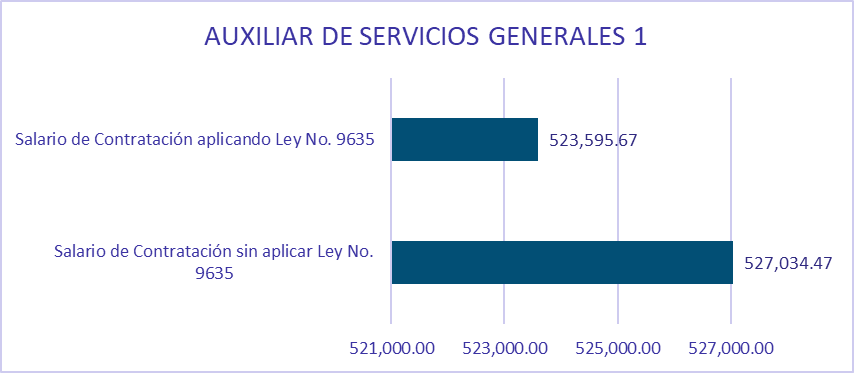 AUXILIAR DE SERVICIOS GENERALES 1
Salario de Contratación aplicando Ley No. 9635
523,595.67
Salario de Contratación sin aplicar Ley No.
9635
527,034.47
521,000.00
523,000.00
525,000.00
527,000.00